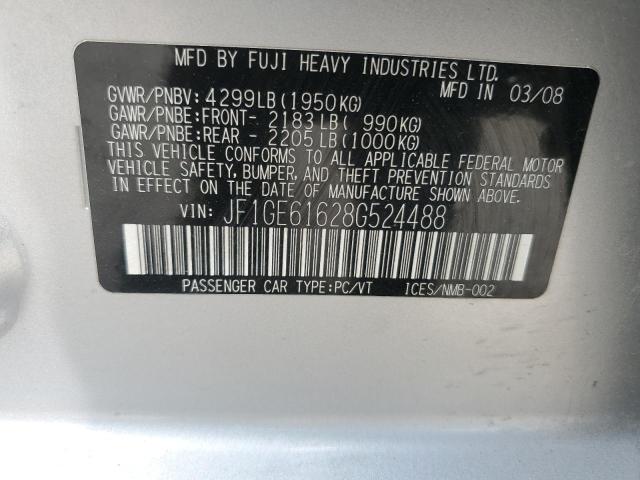 MFD BY FUJI HEAVY INDUSTRIES LTD.
MFD IN 03/08
GVWR/PNBV: 4299LB(1950KG)
GAWR/PNBE:FRONT- 2183LB( 990KG)
GAWR/PNBE:REAR - 2205LB(1000KG)
THIS VEHICLE CONFORMS TO ALL APPLICABLE FEDERAL MOTOR
VEHICLE SAFETY, BUMPER, AND THEFT PREVENTION STANDARDS
IN EFFECT ON THE DATE OF MANUFACTURE SHOWN ABOVE.
VIN: JF1GE61628G524488
PASSENGER CAR TYPE:PC/VT ICES/NMB-002